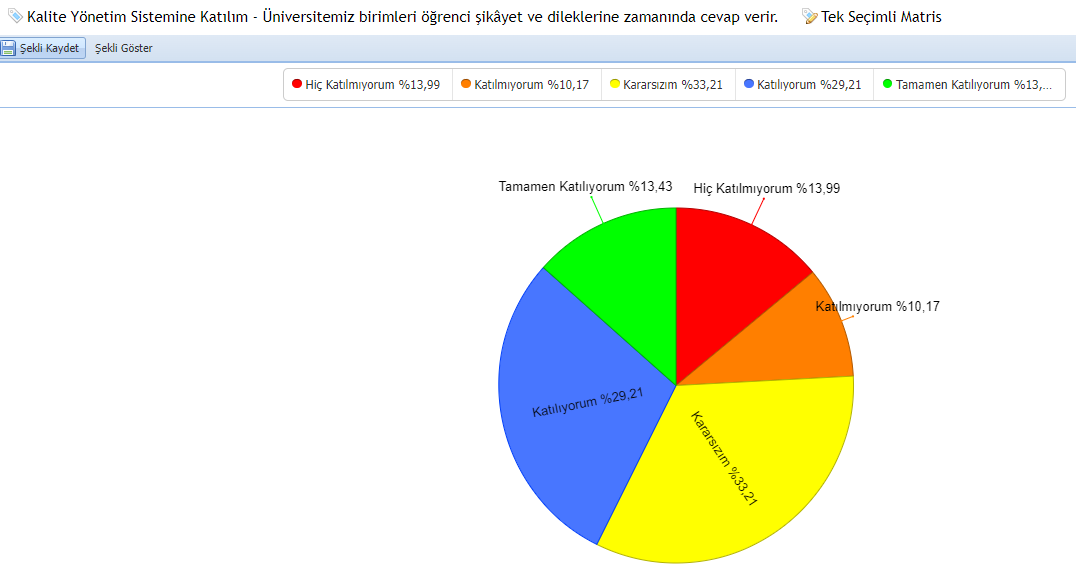 Kalite Yönetim Sistemine Katılım - Üniversitemiz birimleri öğrenci şikâyet ve dileklerine zamanında cevap verir. Tek Seçimli Matris
Şekli Kaydet Şekli Göster
Hiç Katılmıyorum %13,99 Katılmıyorum %10,17 Kararsızım %33,21 Katılıyorum %29,21 Tamamen Katılıyorum %13,...
Tamamen Katılıyorum %13,43 Hiç Katılmıyorum %13,99
Katılmıyorum %10,17
Katılıyorum %29,21
Kararsızım %33,21